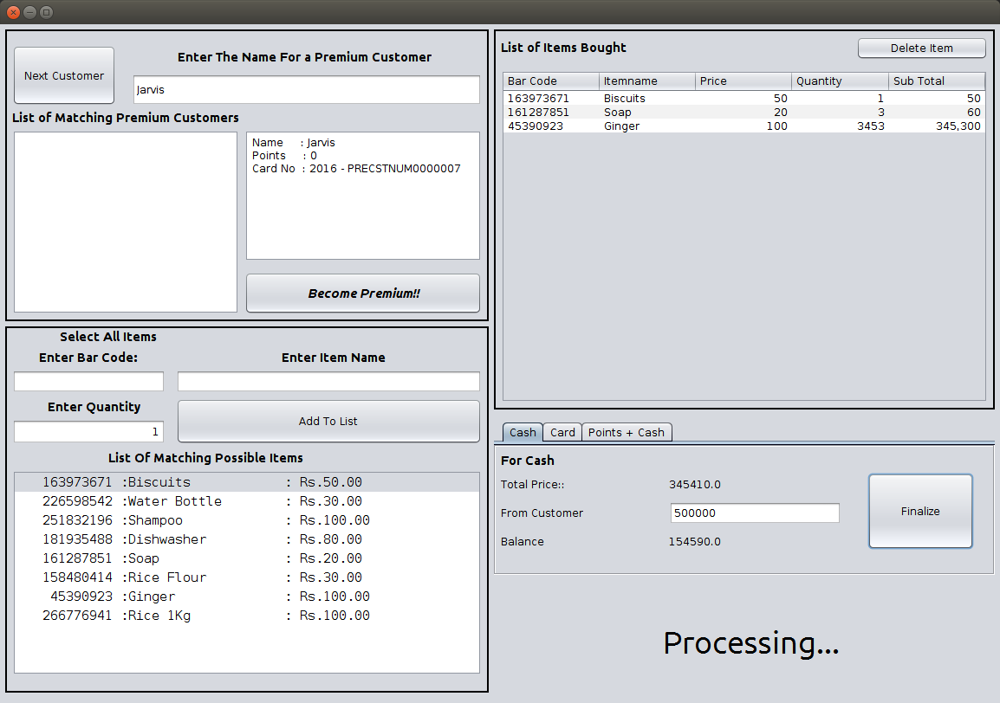 Next Customer
Enter The Name For a Premium Customer
Jarvis
List of Matching Premium Customers
Name : Jarvis
Points : 0
Card No : 2016 - PRECSTNUM0000007
Become Premium!!
Select All Items
Enter Bar Code:
Enter Item Name
Enter Quantity
1
Add To List
List Of Matching Possible Items
163973671 :Biscuits : Rs.50.00
226598542 :Water Bottle : Rs.30.00
251832196 :Shampoo : Rs.100.00
181935488 :Dishwasher : Rs.80.00
161287851 :Soap : Rs.20.00
158480414 :Rice Flour : Rs.30.00
45390923 :Ginger : Rs.100.00
266776941 :Rice 1Kg : Rs.100.00
List of Items Bought
Delete Item
Bar Code Itemname Price Quantity Sub Total
163973671 Biscuits 50 1 50
161287851 Soap 20 3 60
45390923 Ginger 100 3453 345,300
Cash Card Points + Cash
For Cash
Total Price:: 345410.0
From Customer 500000
Balance 154590.0
Finalize
Processing...